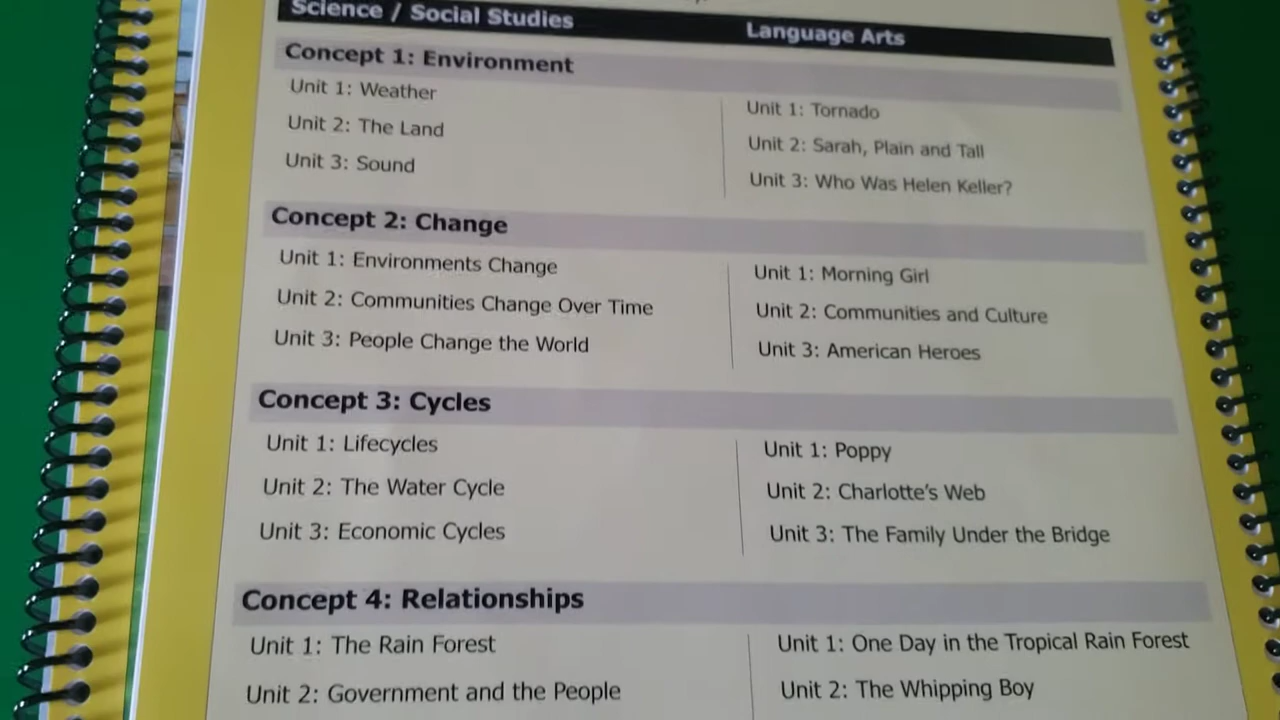 Science / Social Studies
Language Arts
Concept 1: Environment
Unit 1: Weather
Unit 2: The Land
Unit 3: Sound
Unit 1: Tornado
Unit 2: Sarah, Plain and Tall
Unit 3: Who Was Helen Keller?
Concept 2: Change
Unit 1: Environments Change
Unit 2: Communities Change Over Time
Unit 3: People Change the World
Unit 1: Morning Girl
Unit 2: Communities and Culture
Unit 3: American Heroes
Concept 3: Cycles
Unit 1: Lifecycles
Unit 2: The Water Cycle
Unit 3: Economic Cycles
Unit 1: Poppy
Unit 2: Charlotte's Web
Unit 3: The Family Under the Bridge
Concept 4: Relationships
Unit 1: The Rain Forest
Unit 2: Government and the People
Unit 1: One Day in the Tropical Rain Forest
Unit 2: The Whipping Boy